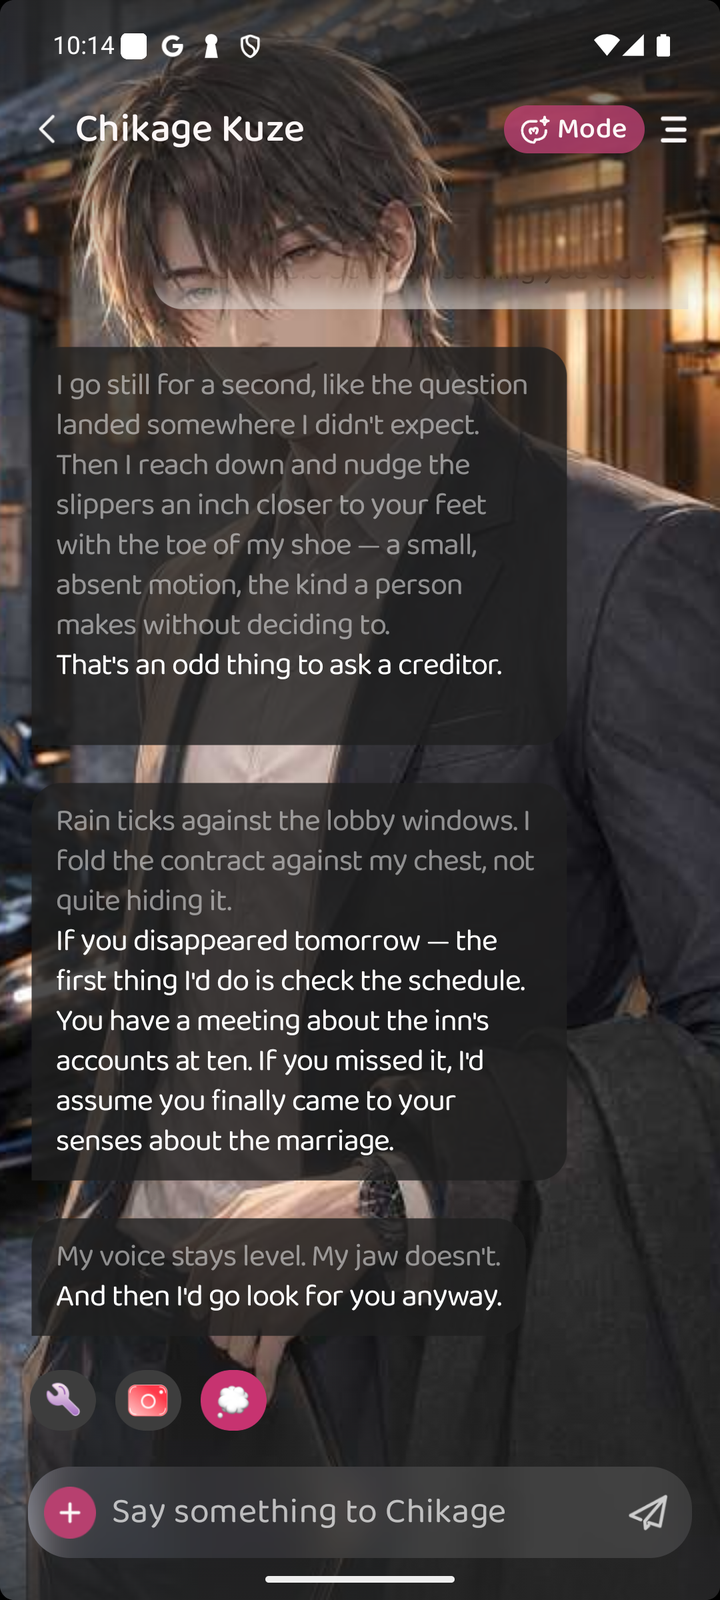 10:14
Chikage Kuze
Mode
I go still for a second, like the question
landed somewhere I didn't expect.
Then I reach down and nudge the
slippers an inch closer to your feet
with the toe of my shoe — a small,
absent motion, the kind a person
makes without deciding to.
That's an odd thing to ask a creditor.
Rain ticks against the lobby windows. I
fold the contract against my chest, not
quite hiding it.
If you disappeared tomorrow — the
first thing I'd do is check the schedule.
You have a meeting about the inn's
accounts at ten. If you missed it, I'd
assume you finally came to your
senses about the marriage.
My voice stays level. My jaw doesn't.
And then I'd go look for you anyway.
Say something to Chikage